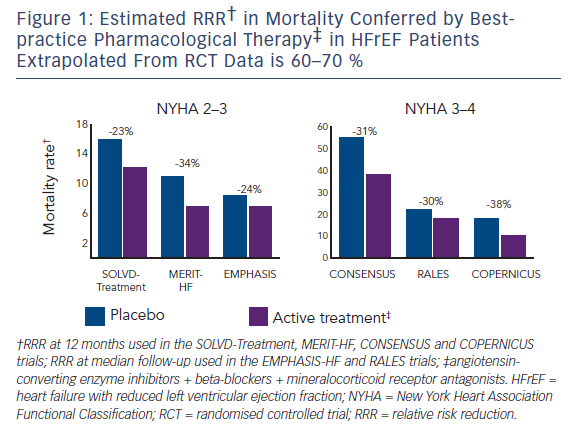 Figure 1: Estimated RRR† in Mortality Conferred by Best-
practice Pharmacological Therapy‡ in HFrEF Patients
Extrapolated From RCT Data is 60–70 %
NYHA 2–3
NYHA 3–4
Mortality rate†
18
14
10
6
2
-23%
-34%
-24%
SOLVD-
Treatment
MERIT-
HF
EMPHASIS
60
50
40
30
20
10
0
-31%
-30%
-38%
CONSENSUS
RALES
COPERNICUS
Placebo
Active treatment‡
†RRR at 12 months used in the SOLVD-Treatment, MERIT-HF, CONSENSUS and COPERNICUS
trials; RRR at median follow-up used in the EMPHASIS-HF and RALES trials; ‡angiotensin-
converting enzyme inhibitors + beta-blockers + mineralocorticoid receptor antagonists. HFrEF =
heart failure with reduced left ventricular ejection fraction; NYHA = New York Heart Association
Functional Classification; RCT = randomised controlled trial; RRR = relative risk reduction.